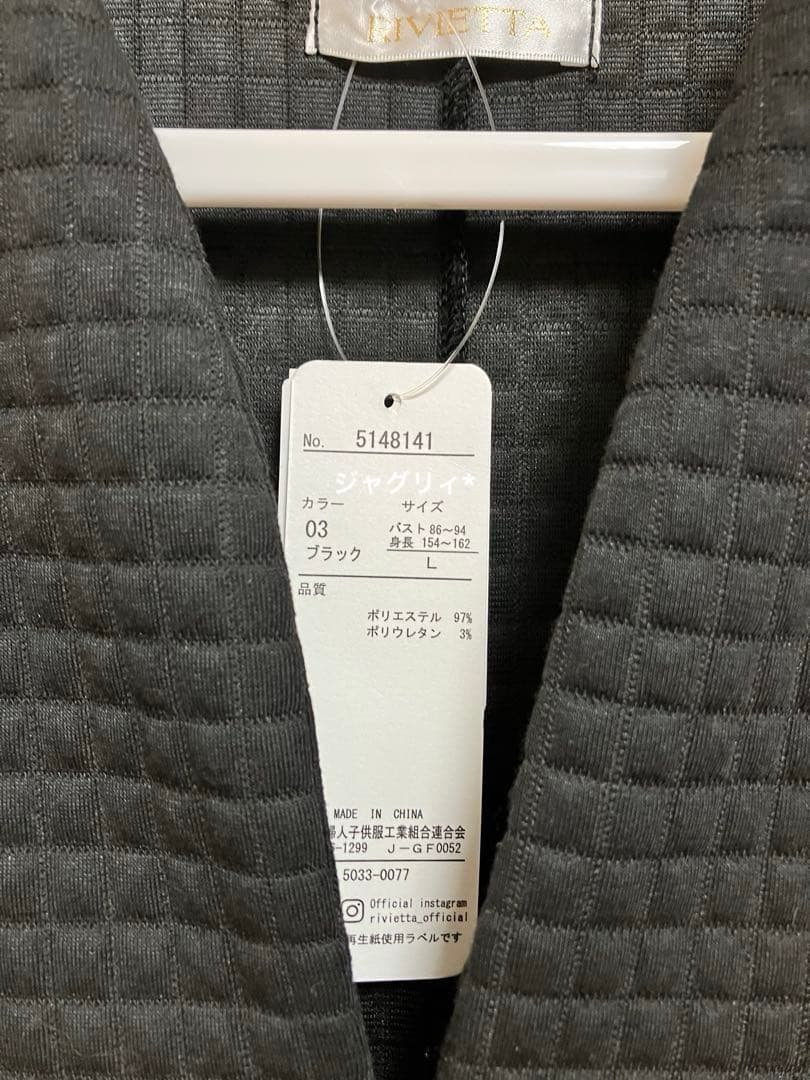 RIVIETTA
No. 5148141
ジャグリィ*
カラー サイズ
03 バスト 86～94
ブラック 身長 154～162
L
品質
ポリエステル 97%
ポリウレタン 3%
MADE IN CHINA
婦人子供服工業組合連合会
-1299 J-GF0052
5033-0077
Official instagram
rivietta_official
再生紙使用ラベルです